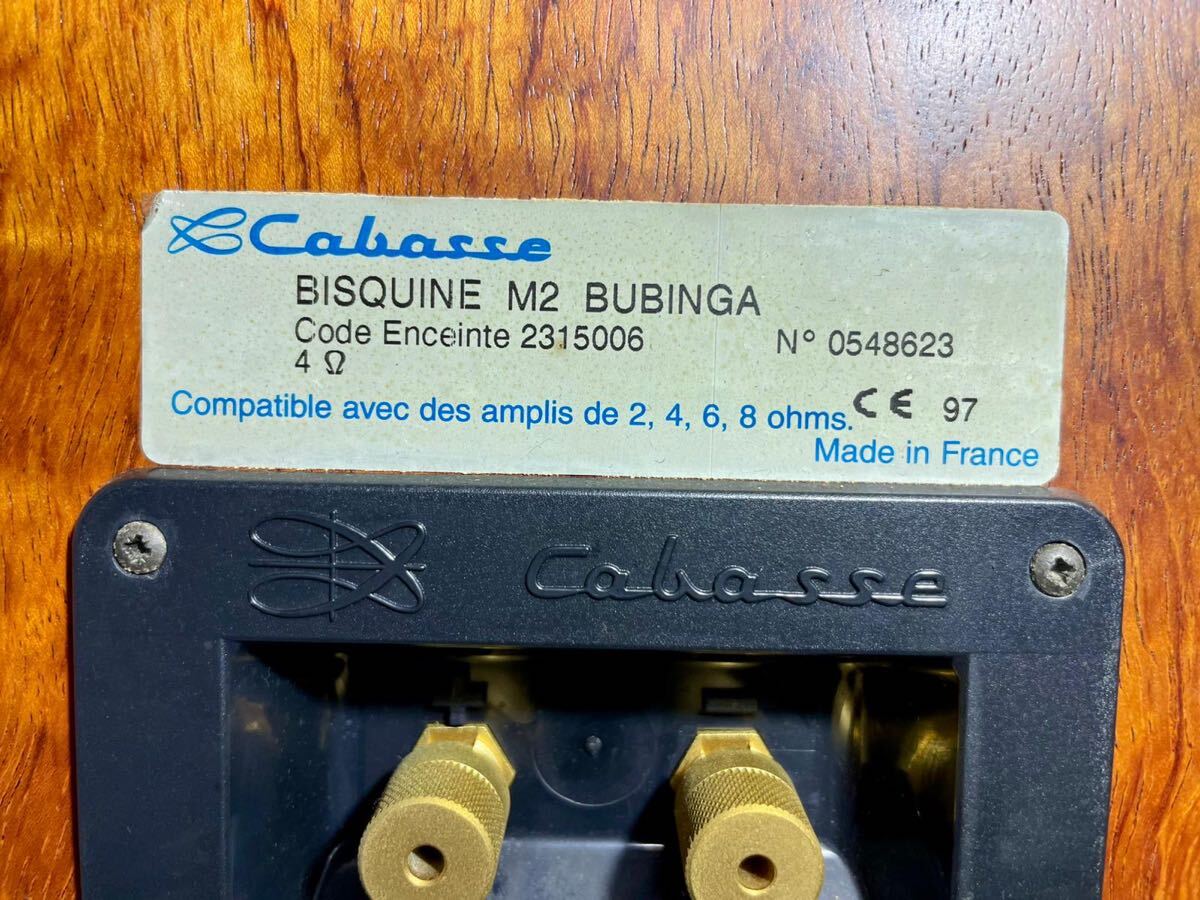 Cabasse
BISQUINE M2 BUBINGA
Code Enceinte 2315006 N° 0548623
4 Ω
Compatible avec des amplis de 2, 4, 6, 8 ohms. CE 97
Made in France
Cabasse
+ -